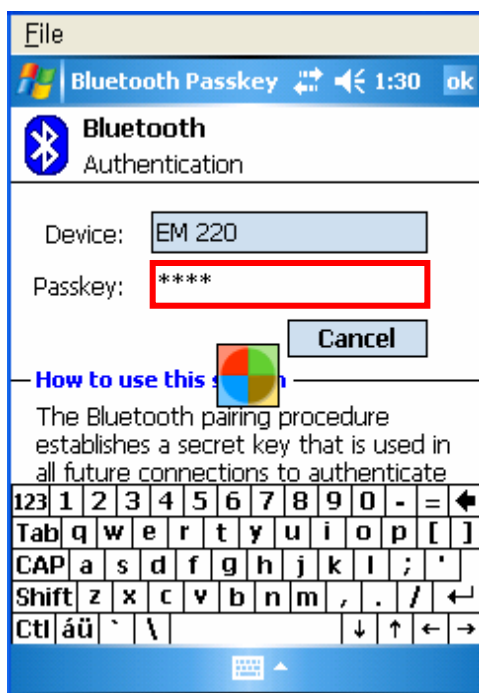 File
Bluetooth Passkey 1:30 ok
Bluetooth
Authentication
Device: EM 220
Passkey: ****
Cancel
How to use this
The Bluetooth pairing procedure
establishes a secret key that is used in
all future connections to authenticate
123 1 2 3 4 5 6 7 8 9 0 - =
Tab q w e r t y u i o p [ ]
CAP a s d f g h j k l ; '
Shift z x c v b n m , . /
Ctl áü ` \ ↓ ↑ ← →